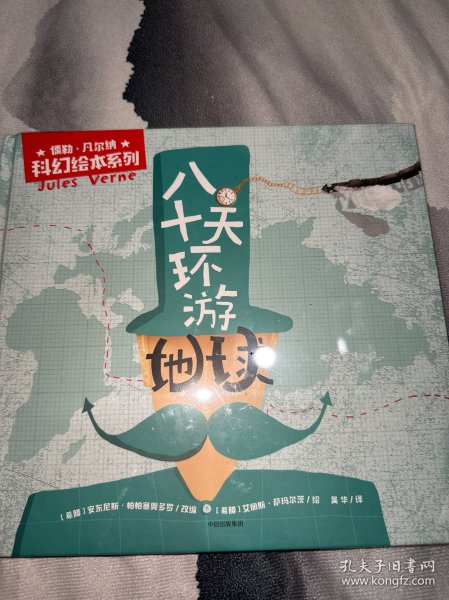 ★ 儒勒·凡尔纳 ★
科幻绘本系列
Jules Verne
八
十天
环
游
地球
[希腊] 安东尼斯·帕帕塞奥多罗/改编 [希腊] 艾丽斯·萨玛尔茨/绘 吴华/译
中信出版集团
孔夫子旧书网
www.kongfz.com